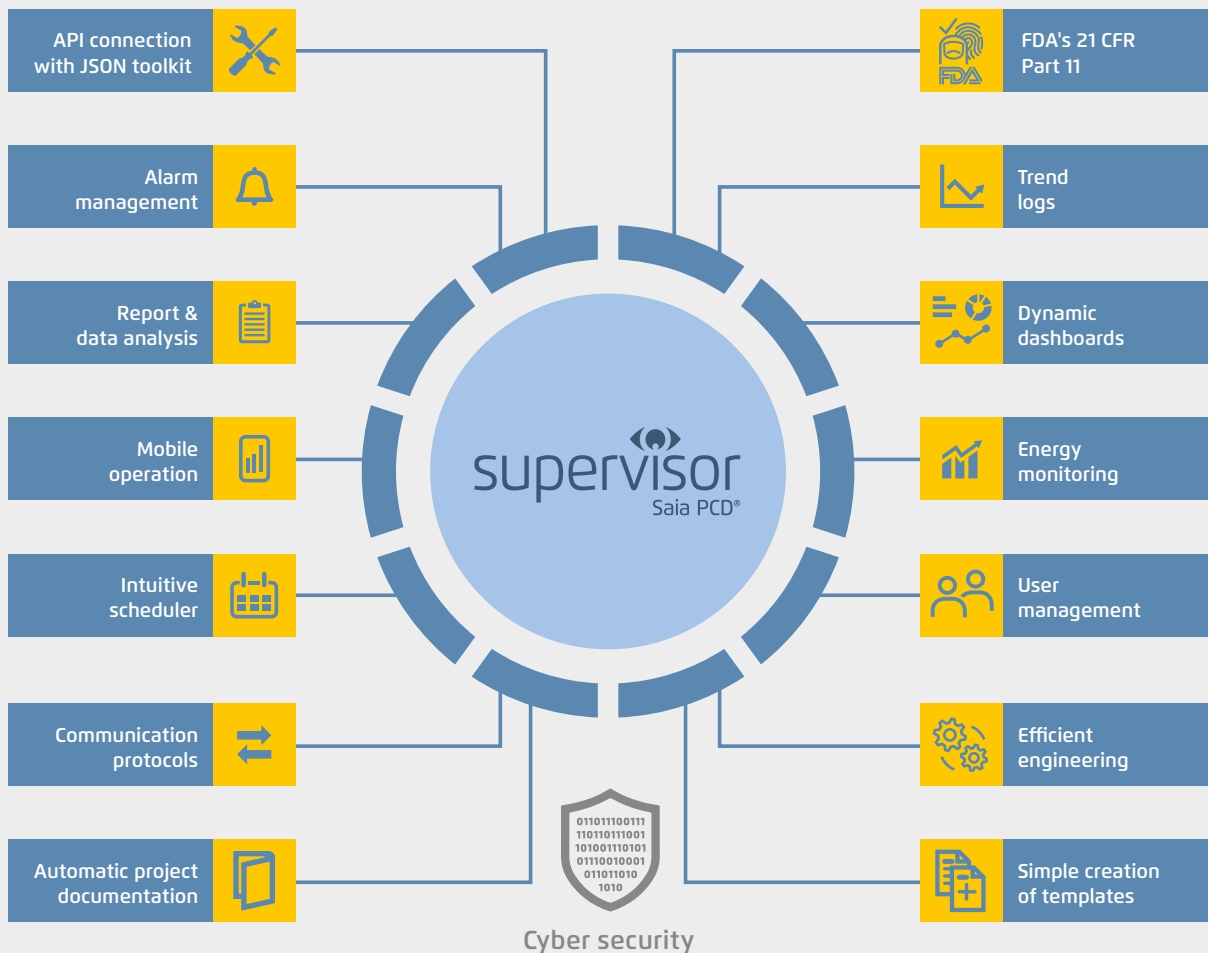 API connection
with JSON toolkit
Alarm
management
Report &
data analysis
Mobile
operation
Intuitive
scheduler
Communication
protocols
Automatic project
documentation
supervisor
Saia PCD®
FDA
FDA's 21 CFR
Part 11
Trend
logs
Dynamic
dashboards
Energy
monitoring
User
management
Efficient
engineering
Simple creation
of templates
011011100111
110110111001
101001110101
01110010001
011011010
1010
Cyber security